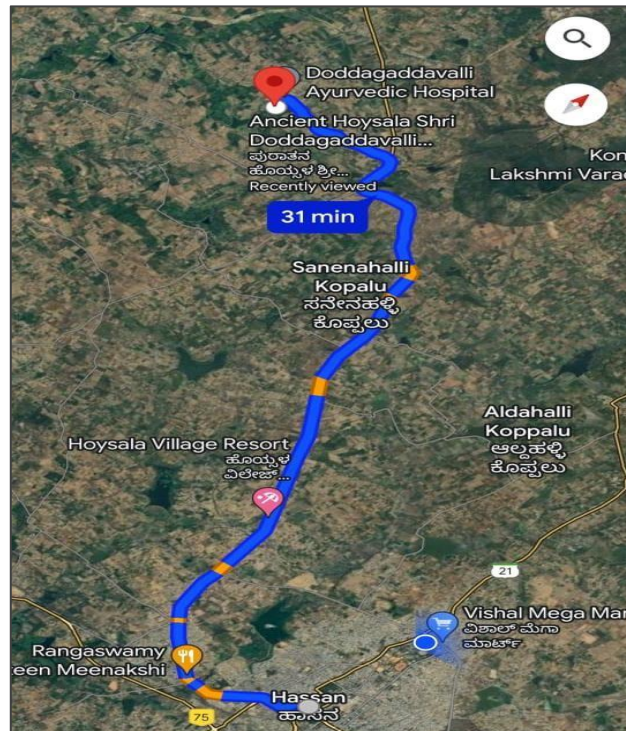 Doddagaddavalli
Ayurvedic Hospital
Ancient Hoysala Shri
Doddagaddavalli...
ಪುರಾತನ
ಹೊಯ್ಸಳ ಶ್ರೀ...
Recently viewed
Kon
Lakshmi Varad
31 min
Sanenahalli
Kopalu
ಸನೇನಹಳ್ಳಿ
ಕೊಪ್ಪಲು
Aldahalli
Koppalu
ಆಲ್ದಹಳ್ಳಿ
ಕೊಪ್ಪಲು
Hoysala Village Resort
ಹೊಯ್ಸಳ
ವಿಲೇಜ್...
21
Vishal Mega Mar
ವಿಶಾಲ್ ಮೆಗಾ
ಮಾರ್ಟ್
Rangaswamy
een Meenakshi
Hassan
ಹಾಸನ
75